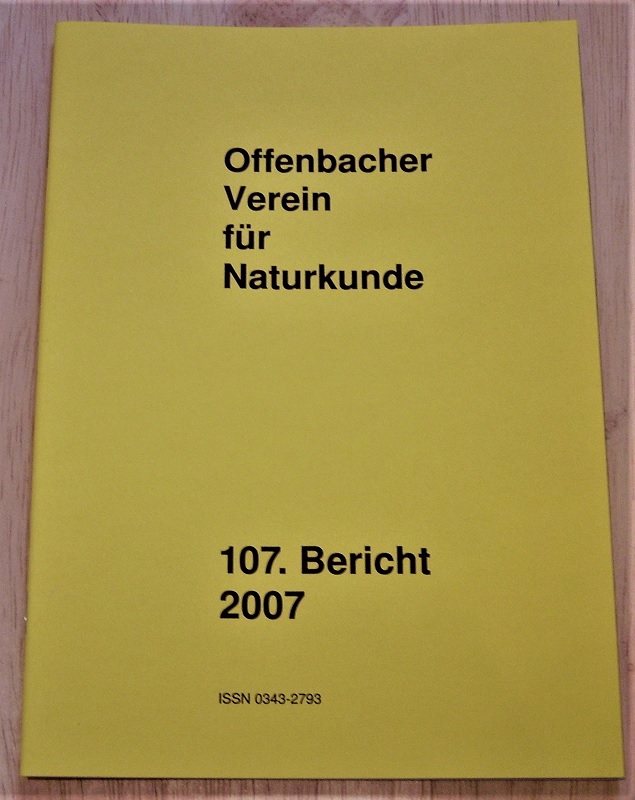 Offenbacher
Verein
für
Naturkunde
107. Bericht
2007
ISSN 0343-2793